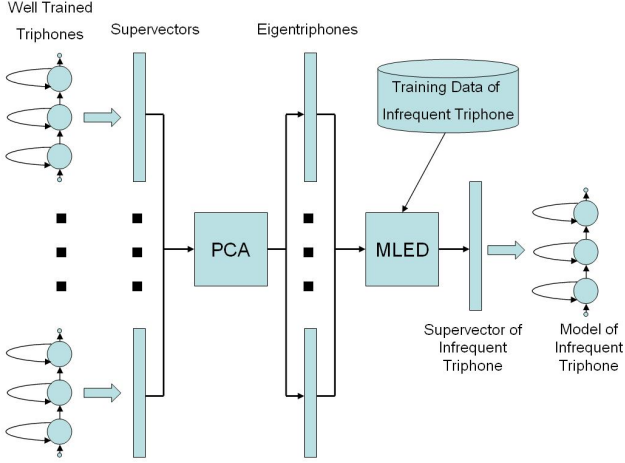 Well Trained
Triphones
Supervectors
Eigentriphones
Training Data of
Infrequent Triphone
PCA
MLED
Supervector of
Infrequent
Triphone
Model of
Infrequent
Triphone